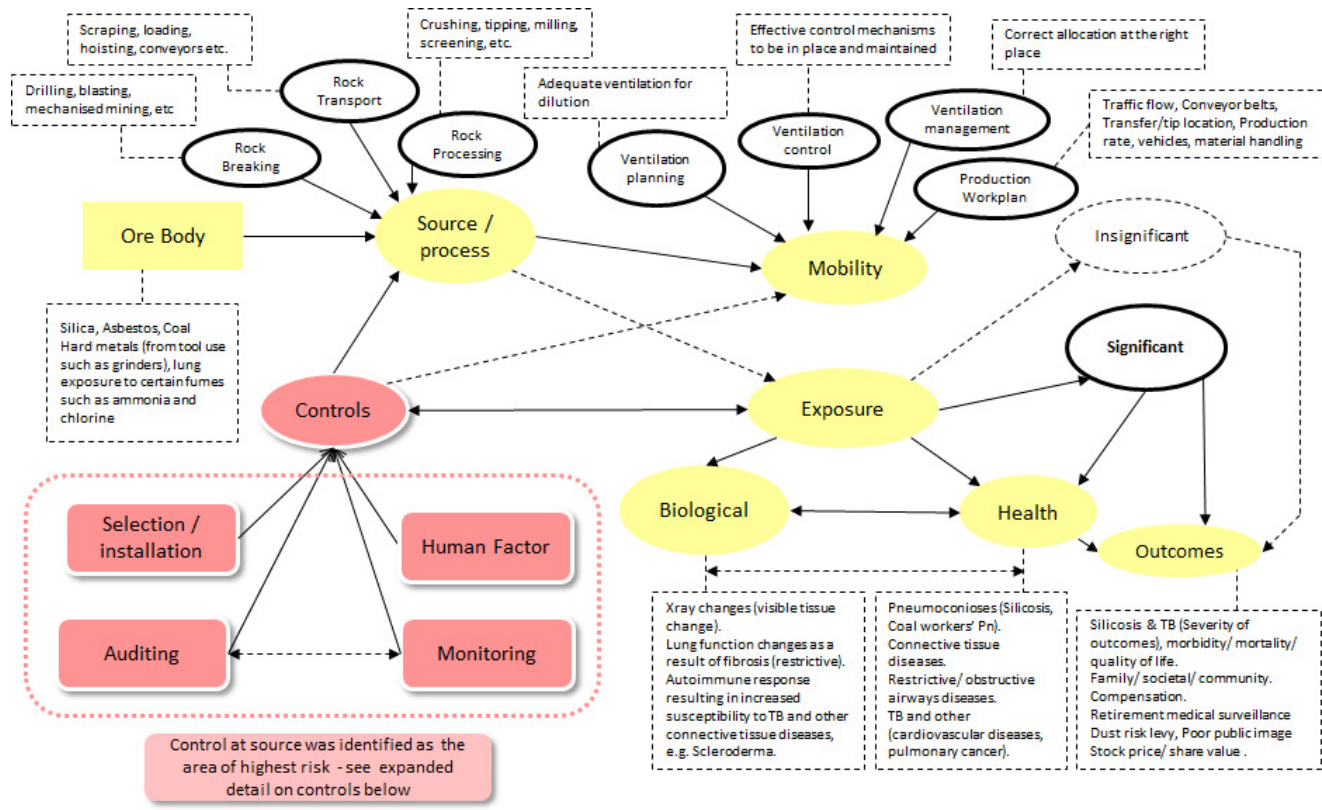 Scraping, loading,
hoisting, conveyors etc.
Crushing, tipping, milling,
screening, etc.
Effective control mechanisms
to be in place and maintained
Correct allocation at the right
place
Drilling, blasting,
mechanised mining, etc
Adequate ventilation for
dilution
Traffic flow, Conveyor belts,
Transfer/tip location, Production
rate, vehicles, material handling
Rock
Transport
Rock
Breaking
Rock
Processing
Ventilation
planning
Ventilation
control
Ventilation
management
Production
Workplan
Ore Body
Source /
process
Mobility
Insignificant
Silica, Asbestos, Coal
Hard metals (from tool use
such as grinders), lung
exposure to certain fumes
such as ammonia and
chlorine
Controls
Exposure
Significant
Biological
Health
Outcomes
Selection /
installation
Human Factor
Auditing
Monitoring
Xray changes (visible tissue
change).
Lung function changes as a
result of fibrosis (restrictive).
Autoimmune response
resulting in increased
susceptibility to TB and other
connective tissue diseases,
e.g. Scleroderma.
Pneumoconioses (Silicosis,
Coal workers' Pn).
Connective tissue
diseases.
Restrictive/ obstructive
airways diseases.
TB and other
(cardiovascular diseases,
pulmonary cancer).
Silicosis & TB (Severity of
outcomes), morbidity/ mortality/
quality of life.
Family/ societal/ community.
Compensation.
Retirement medical surveillance
Dust risk levy, Poor public image
Stock price/ share value .
Control at source was identified as the
area of highest risk - see expanded
detail on controls below